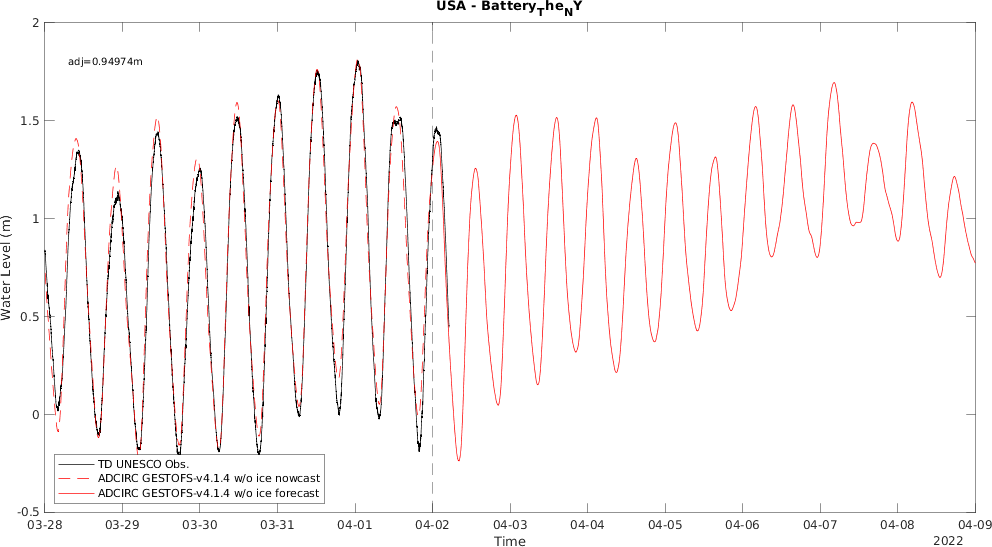 USA - Battery_The_NY
adj=0.94974m
2
1.5
1
0.5
0
-0.5
Water Level (m)
TD UNESCO Obs.
ADCIRC GESTOFS-v4.1.4 w/o ice nowcast
ADCIRC GESTOFS-v4.1.4 w/o ice forecast
03-28 03-29 03-30 03-31 04-01 04-02 04-03 04-04 04-05 04-06 04-07 04-08 04-09
Time
2022